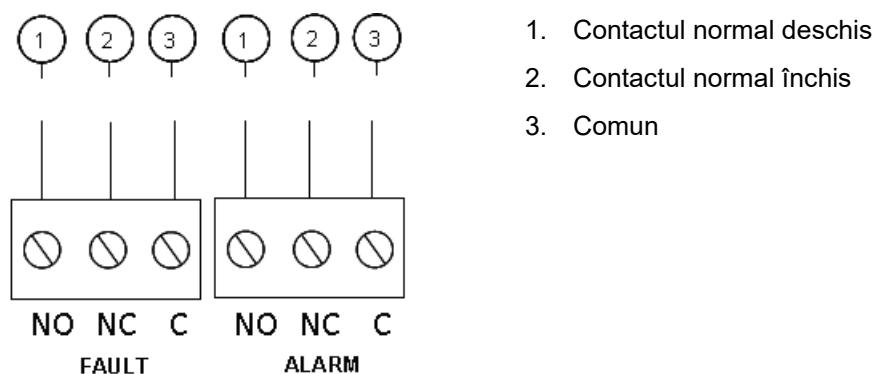 1 2 3 1 2 3
NO NC C NO NC C
FAULT ALARM
1. Contactul normal deschis
2. Contactul normal închis
3. Comun